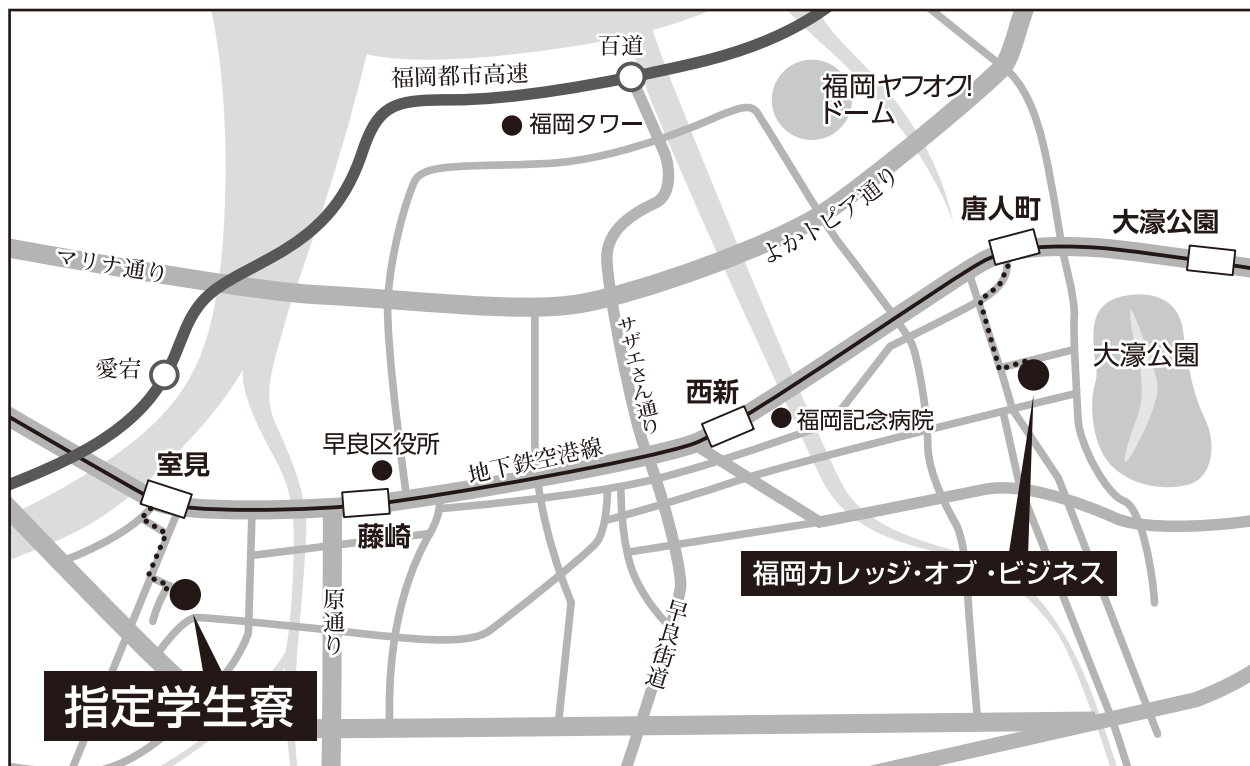 百道
福岡都市高速
福岡タワー
福岡ヤフオク!
ドーム
よかトピア通り
唐人町
大濠公園
マリナ通り
愛宕
サザエさん通り
西新
大濠公園
福岡記念病院
早良区役所
地下鉄空港線
室見
藤崎
福岡カレッジ・オブ・ビジネス
原通り
早良街道
指定学生寮